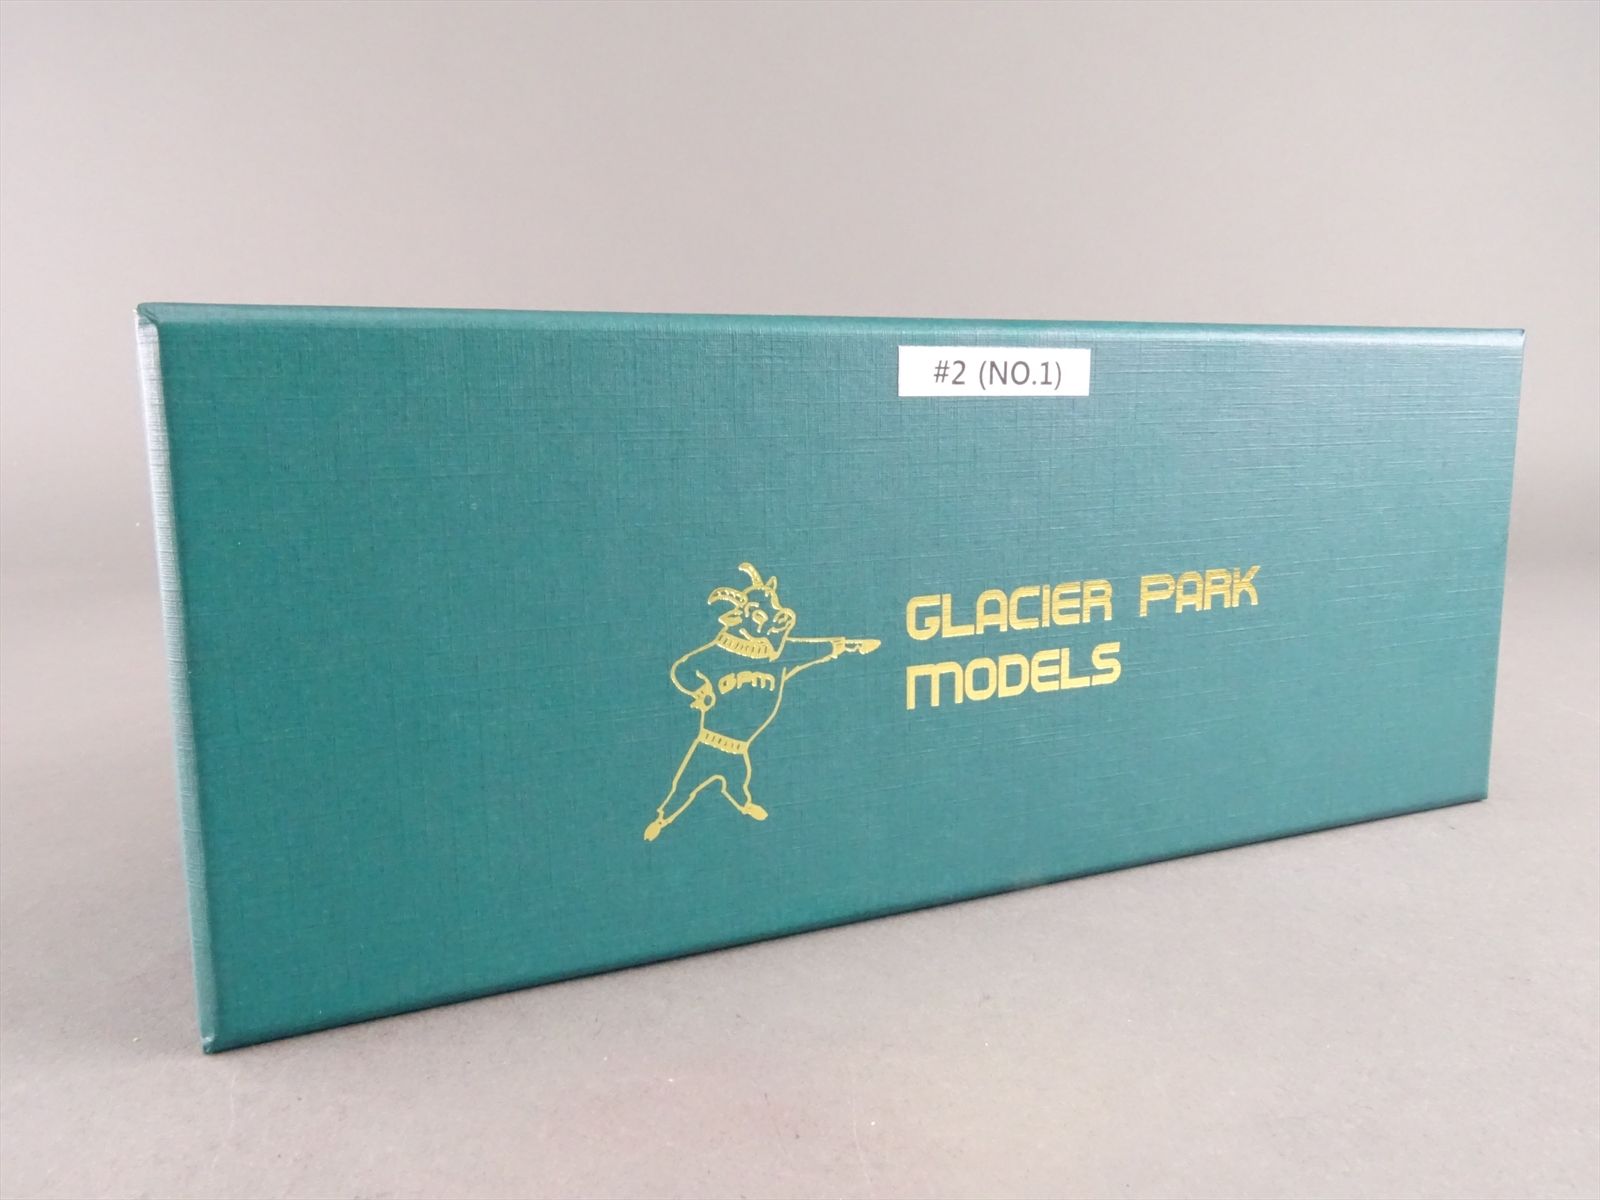 #2 (NO.1)
GPM
GLACIER PARK
MODELS